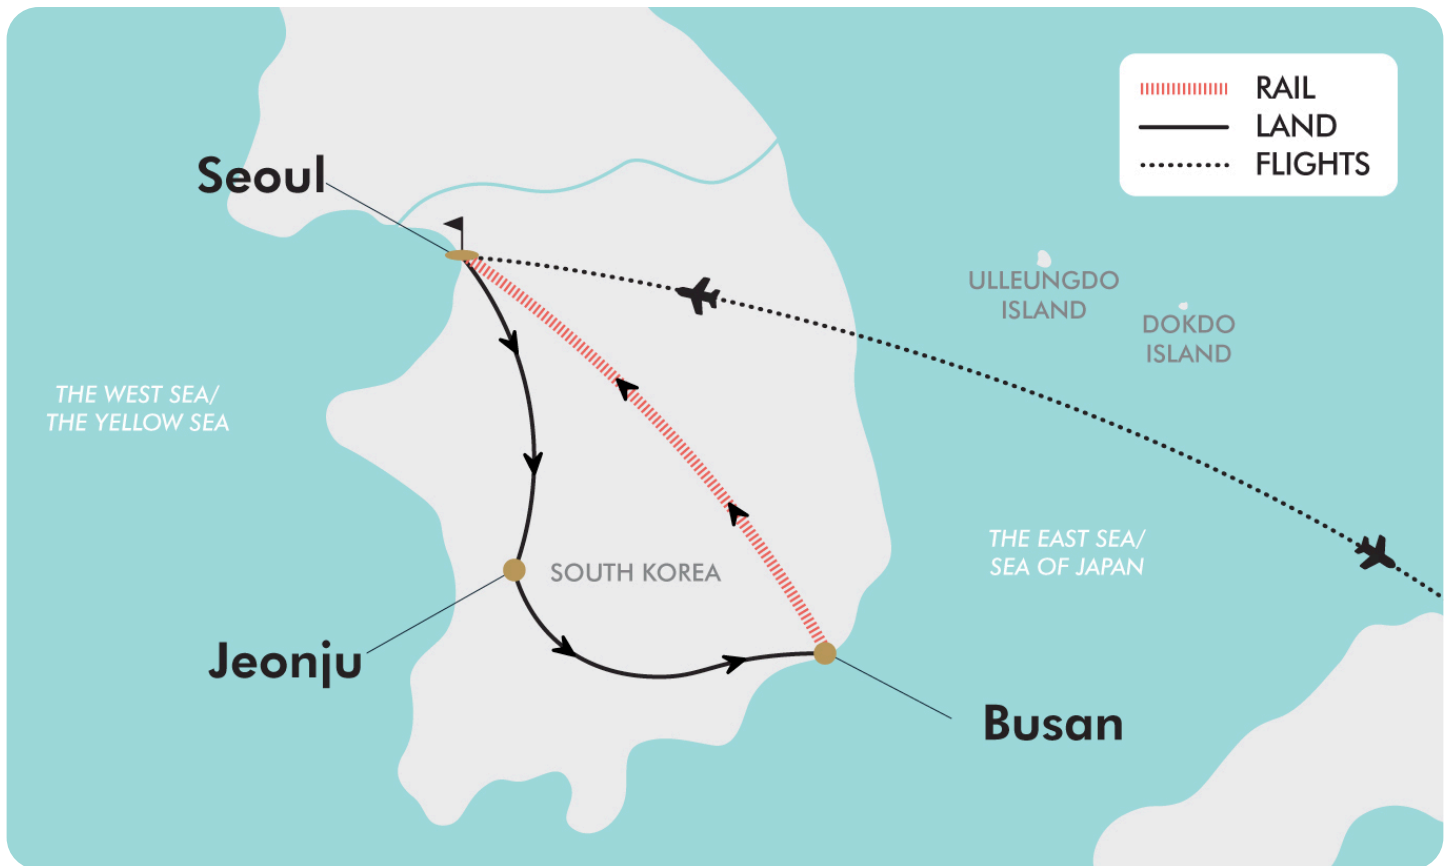 RAIL
LAND
FLIGHTS
Seoul
ULLEUNGDO
ISLAND
DOKDO
ISLAND
THE WEST SEA/
THE YELLOW SEA
THE EAST SEA/
SEA OF JAPAN
SOUTH KOREA
Jeonju
Busan